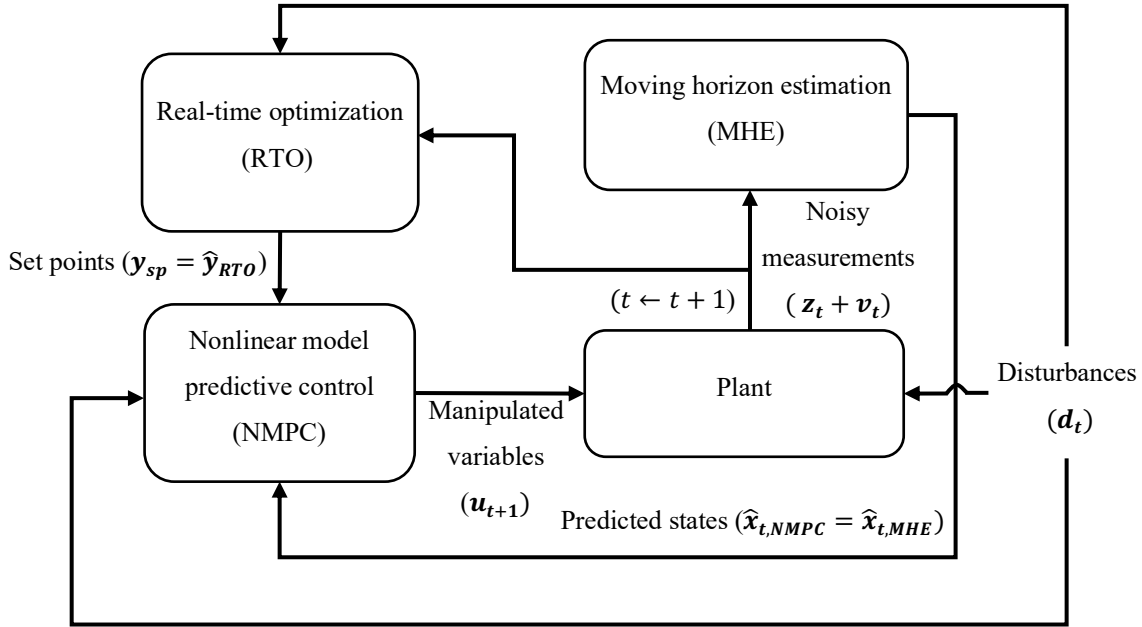 Real-time optimization
(RTO)
Moving horizon estimation
(MHE)
Noisy
measurements
(𝒛ₜ + 𝒗ₜ)
(t ← t + 1)
Set points (𝒚ₛₚ = ŷ_RTO)
Nonlinear model
predictive control
(NMPC)
Manipulated
variables
(𝒖ₜ₊₁)
Plant
Disturbances
(𝒅ₜ)
Predicted states (x̂_{t,NMPC} = x̂_{t,MHE})